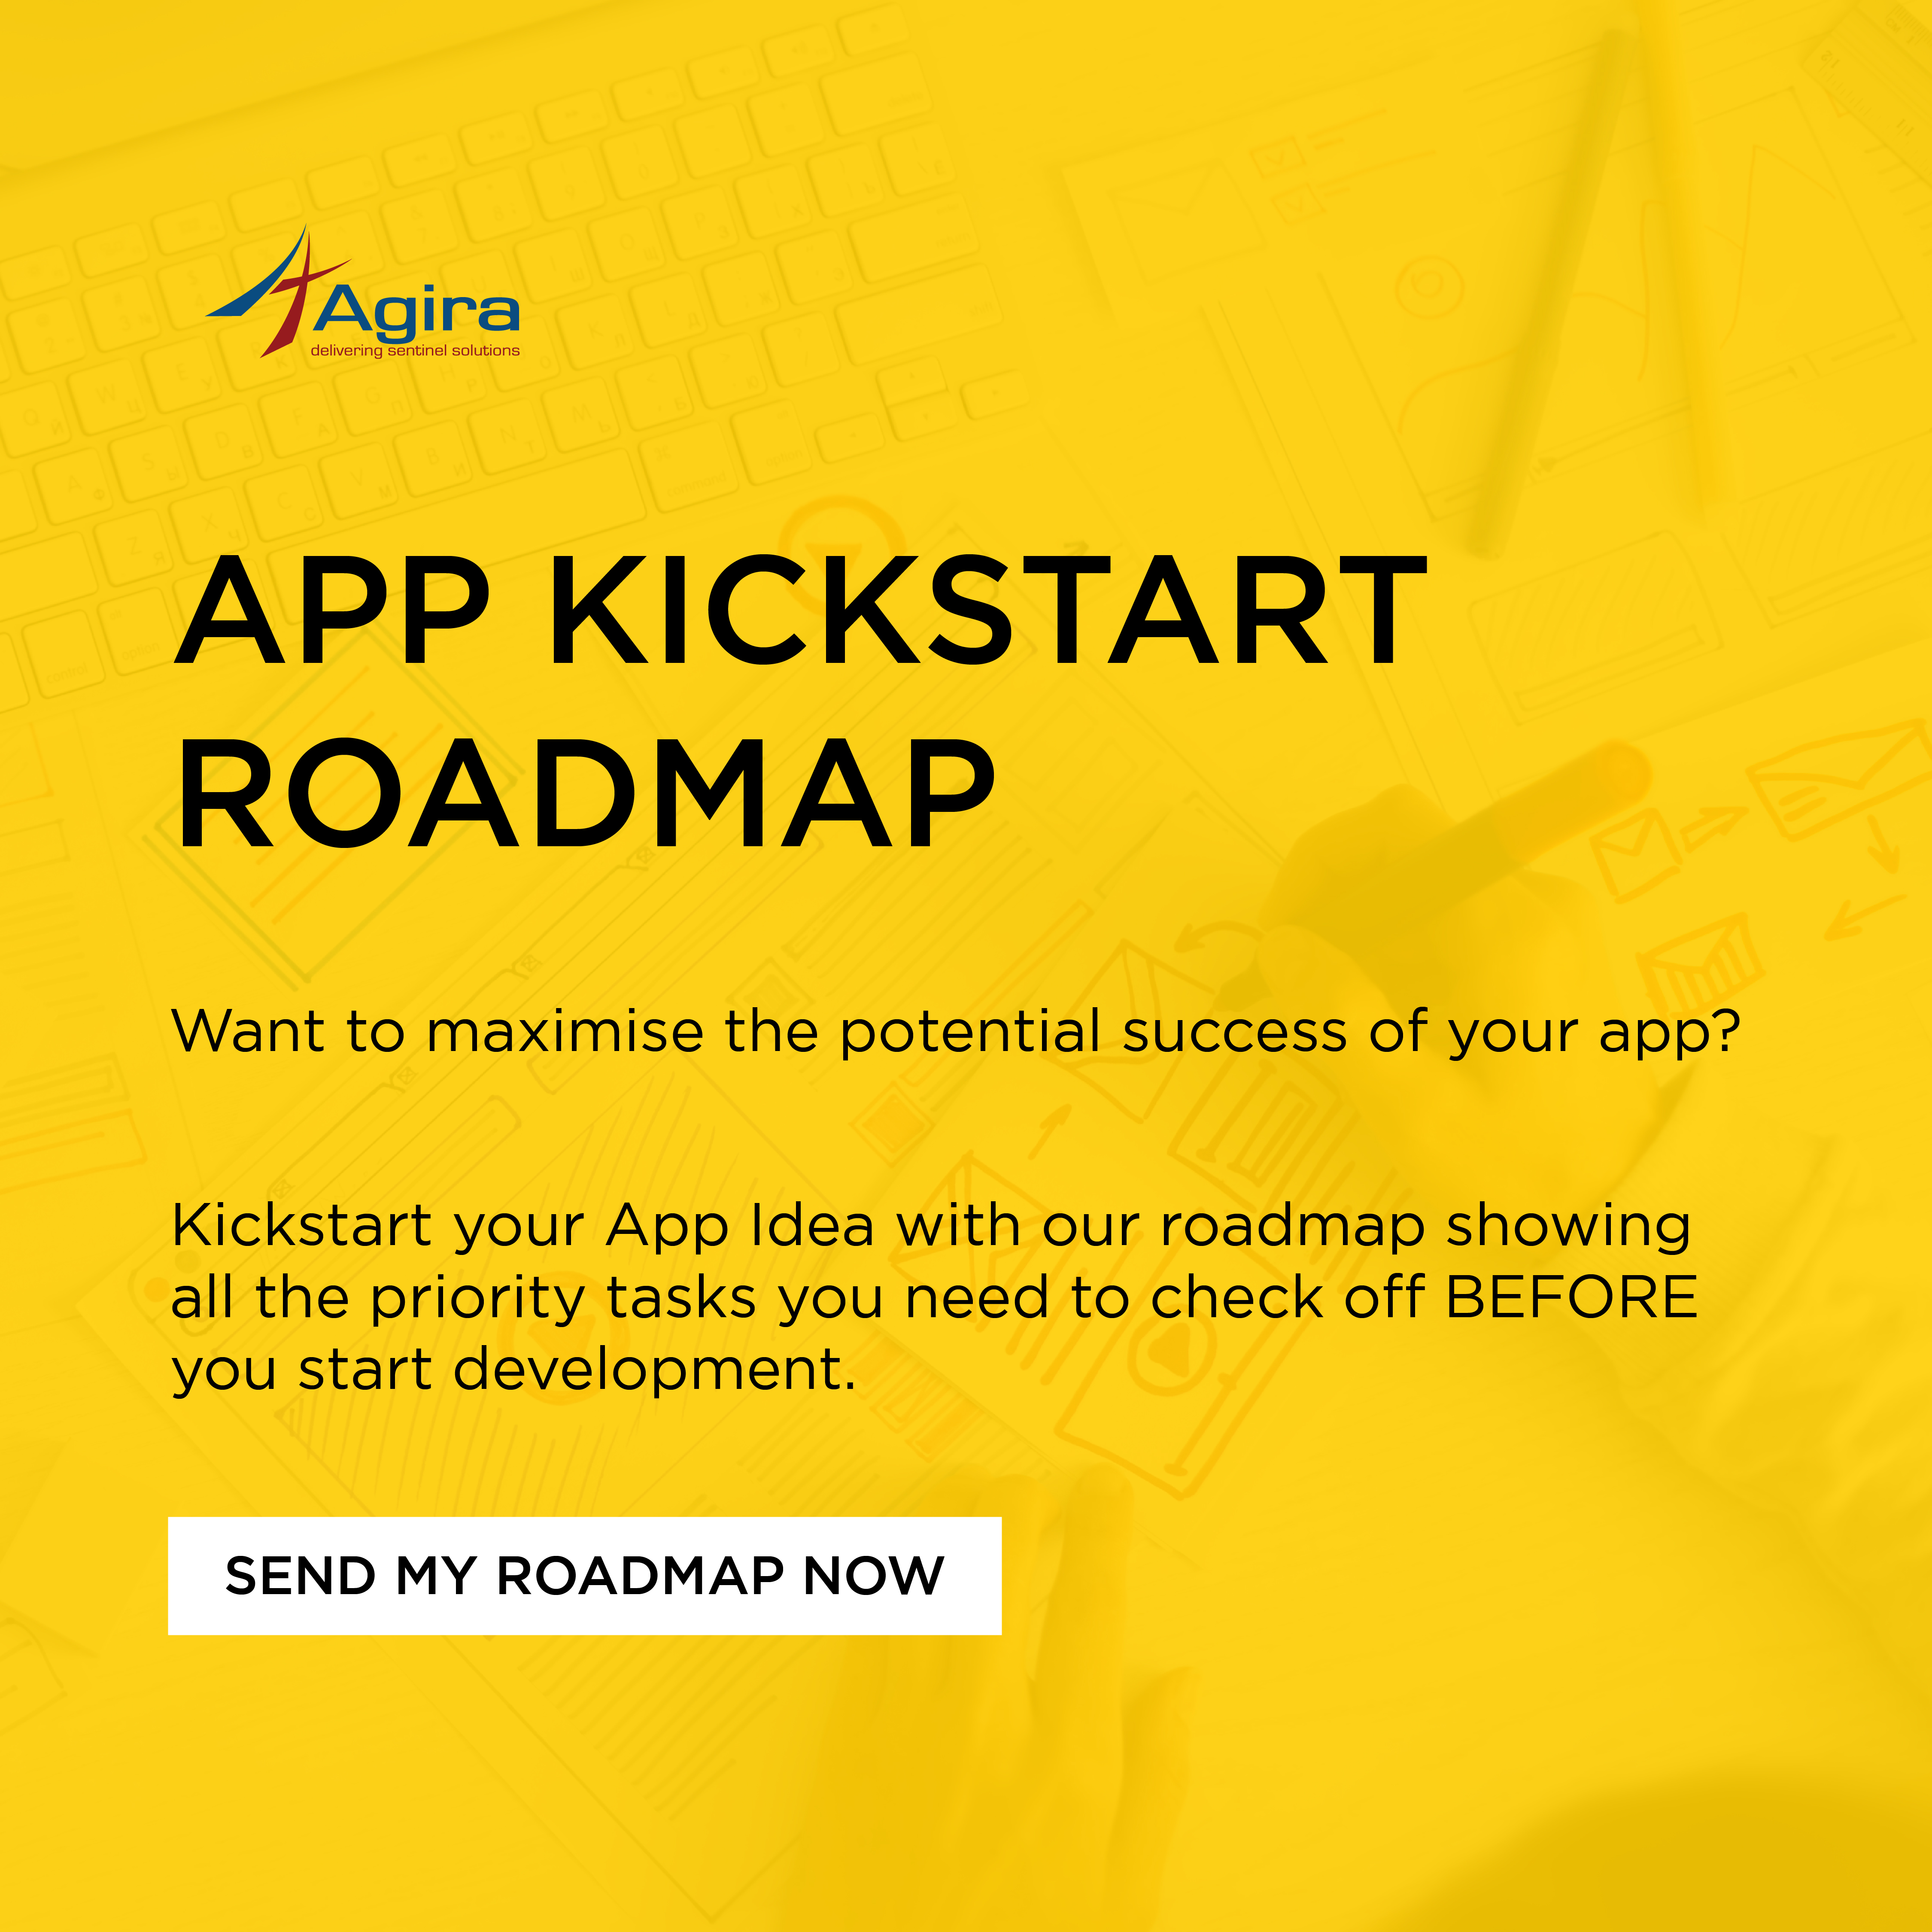 Agira
delivering sentinel solutions
APP KICKSTART
ROADMAP
Want to maximise the potential success of your app?
Kickstart your App Idea with our roadmap showing
all the priority tasks you need to check off BEFORE
you start development.
SEND MY ROADMAP NOW